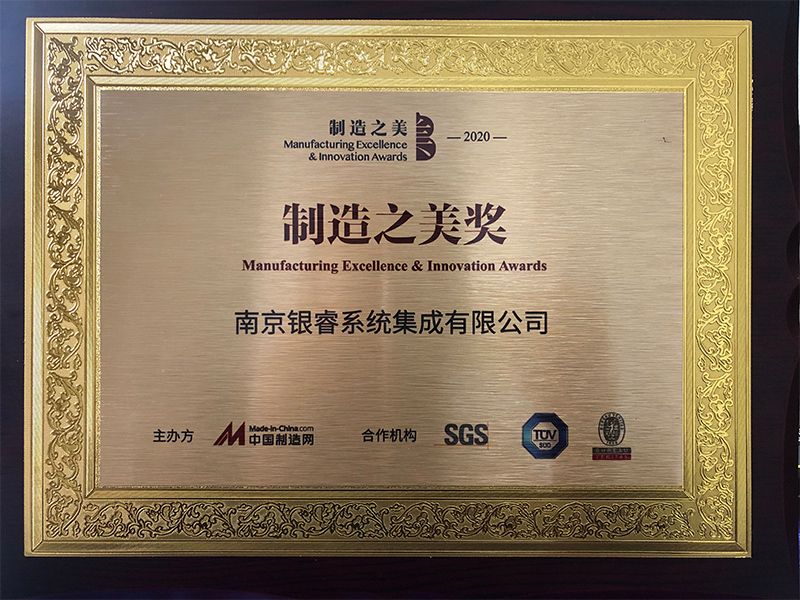 制造之美
Manufacturing Excellence
& Innovation Awards
—2020—
制造之美奖
Manufacturing Excellence & Innovation Awards
南京银睿系统集成有限公司
主办方
Made-in-China.com
中国制造网
合作机构
SGS
TÜV
SÜD